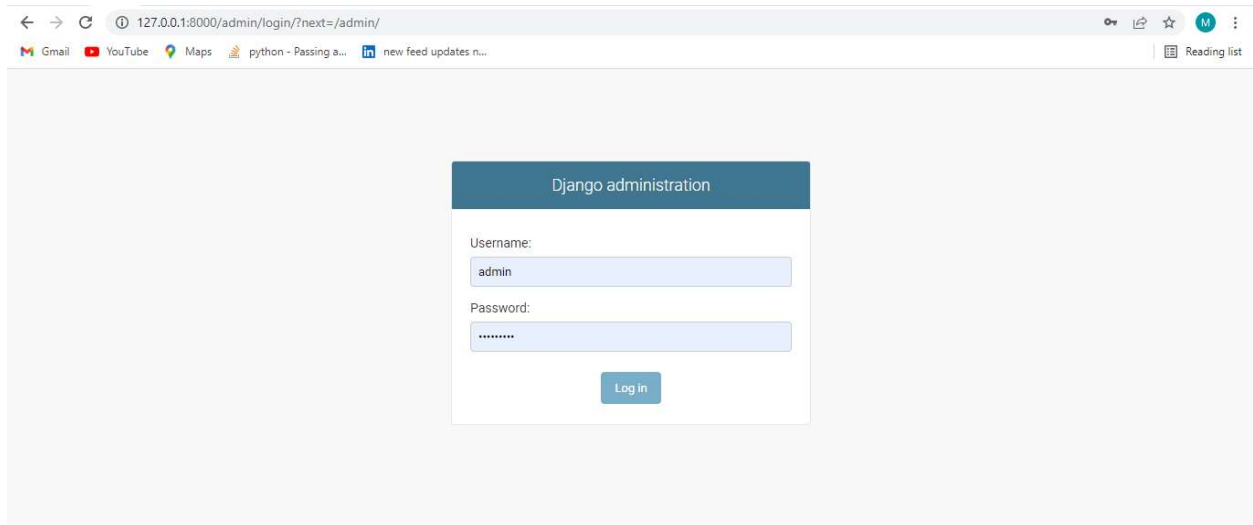 127.0.0.1:8000/admin/login/?next=/admin/
M
Gmail YouTube Maps python - Passing a... in new feed updates n... Reading list
Django administration
Username:
admin
Password:
•••••••••
Log in